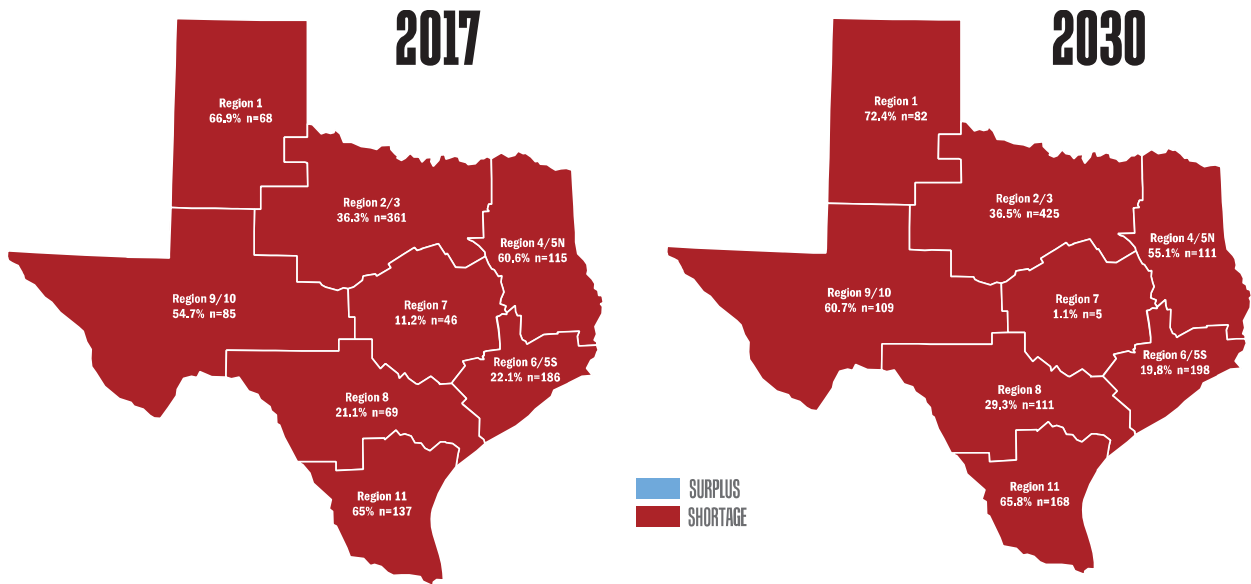 2017
Region 1
66.9% n=68
Region 2/3
36.3% n=361
Region 4/5N
60.6% n=115
Region 9/10
54.7% n=85
Region 7
11.2% n=46
Region 6/5S
22.1% n=186
Region 8
21.1% n=69
Region 11
65% n=137
2030
Region 1
72.4% n=82
Region 2/3
36.5% n=425
Region 4/5N
55.1% n=111
Region 9/10
60.7% n=109
Region 7
1.1% n=5
Region 6/5S
19.8% n=198
Region 8
29.3% n=111
Region 11
65.8% n=168
SURPLUS
SHORTAGE